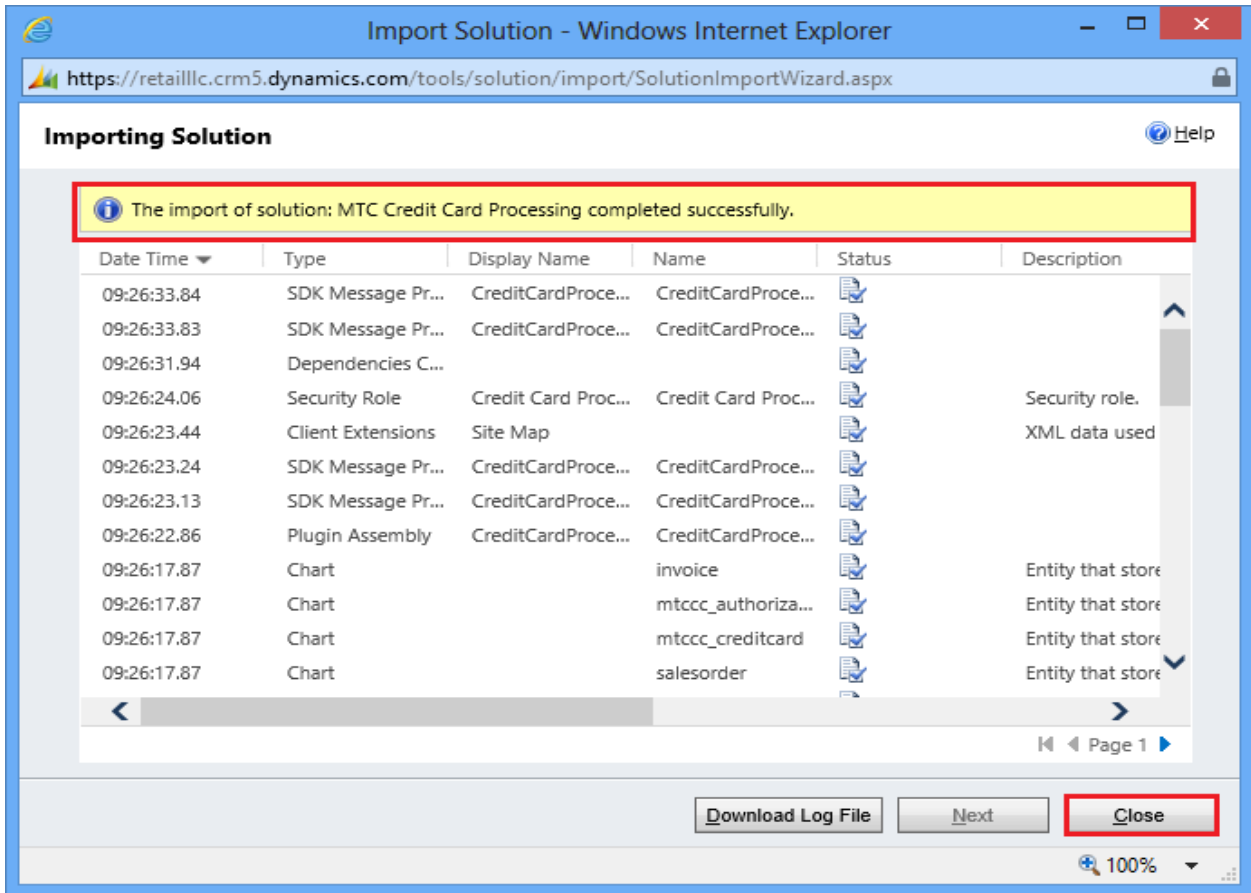 Import Solution - Windows Internet Explorer
https://retailllc.crm5.dynamics.com/tools/solution/import/SolutionImportWizard.aspx
Importing Solution
Help
The import of solution: MTC Credit Card Processing completed successfully.
Date Time Type Display Name Name Status Description
09:26:33.84 SDK Message Pr... CreditCardProce... CreditCardProce...
09:26:33.83 SDK Message Pr... CreditCardProce... CreditCardProce...
09:26:31.94 Dependencies C...
09:26:24.06 Security Role Credit Card Proc... Credit Card Proc... Security role.
09:26:23.44 Client Extensions Site Map XML data used
09:26:23.24 SDK Message Pr... CreditCardProce... CreditCardProce...
09:26:23.13 SDK Message Pr... CreditCardProce... CreditCardProce...
09:26:22.86 Plugin Assembly CreditCardProce... CreditCardProce...
09:26:17.87 Chart invoice Entity that store
09:26:17.87 Chart mtccc_authoriza... Entity that store
09:26:17.87 Chart mtccc_creditcard Entity that store
09:26:17.87 Chart salesorder Entity that store
Page 1
Download Log File Next Close
100%